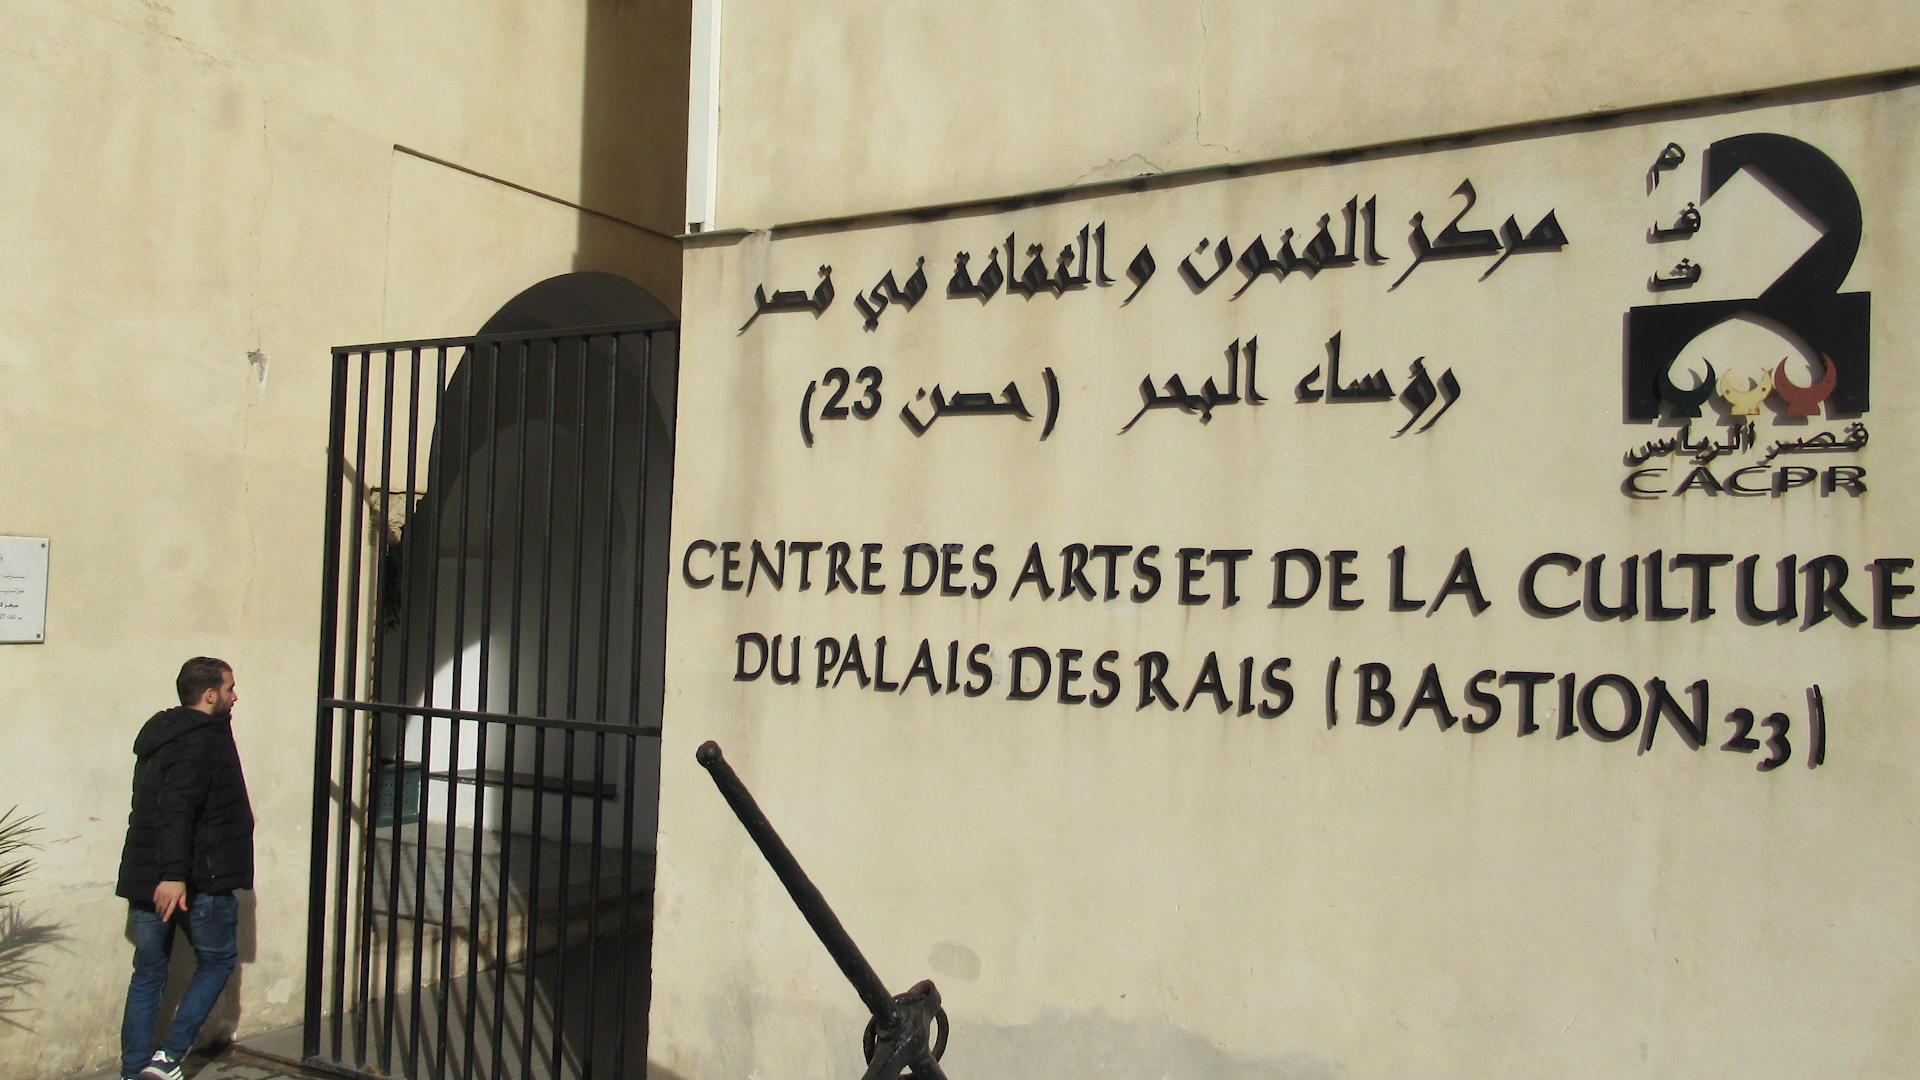 مركز الفنون و الثقافة في قصر
رؤساء البحر (حصن 23)
م
ف
ث
قصر الرياس
CACPR
CENTRE DES ARTS ET DE LA CULTURE
DU PALAIS DES RAIS (BASTION 23)